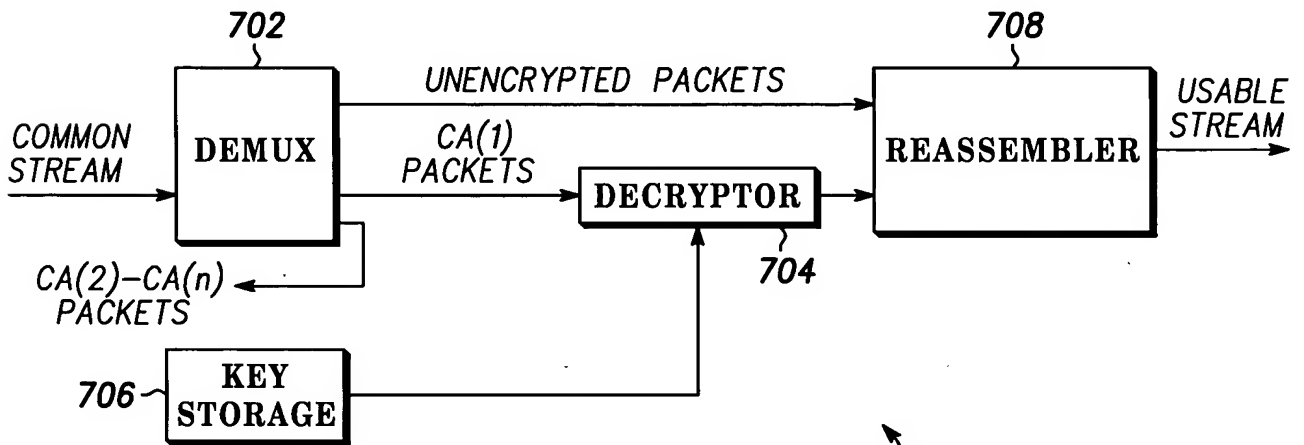 702
708
UNENCRYPTED PACKETS
USABLE
STREAM
COMMON
STREAM
DEMUX
CA(1)
PACKETS
REASSEMBLER
DECRYPTOR
704
CA(2)-CA(n)
PACKETS
706
KEY
STORAGE